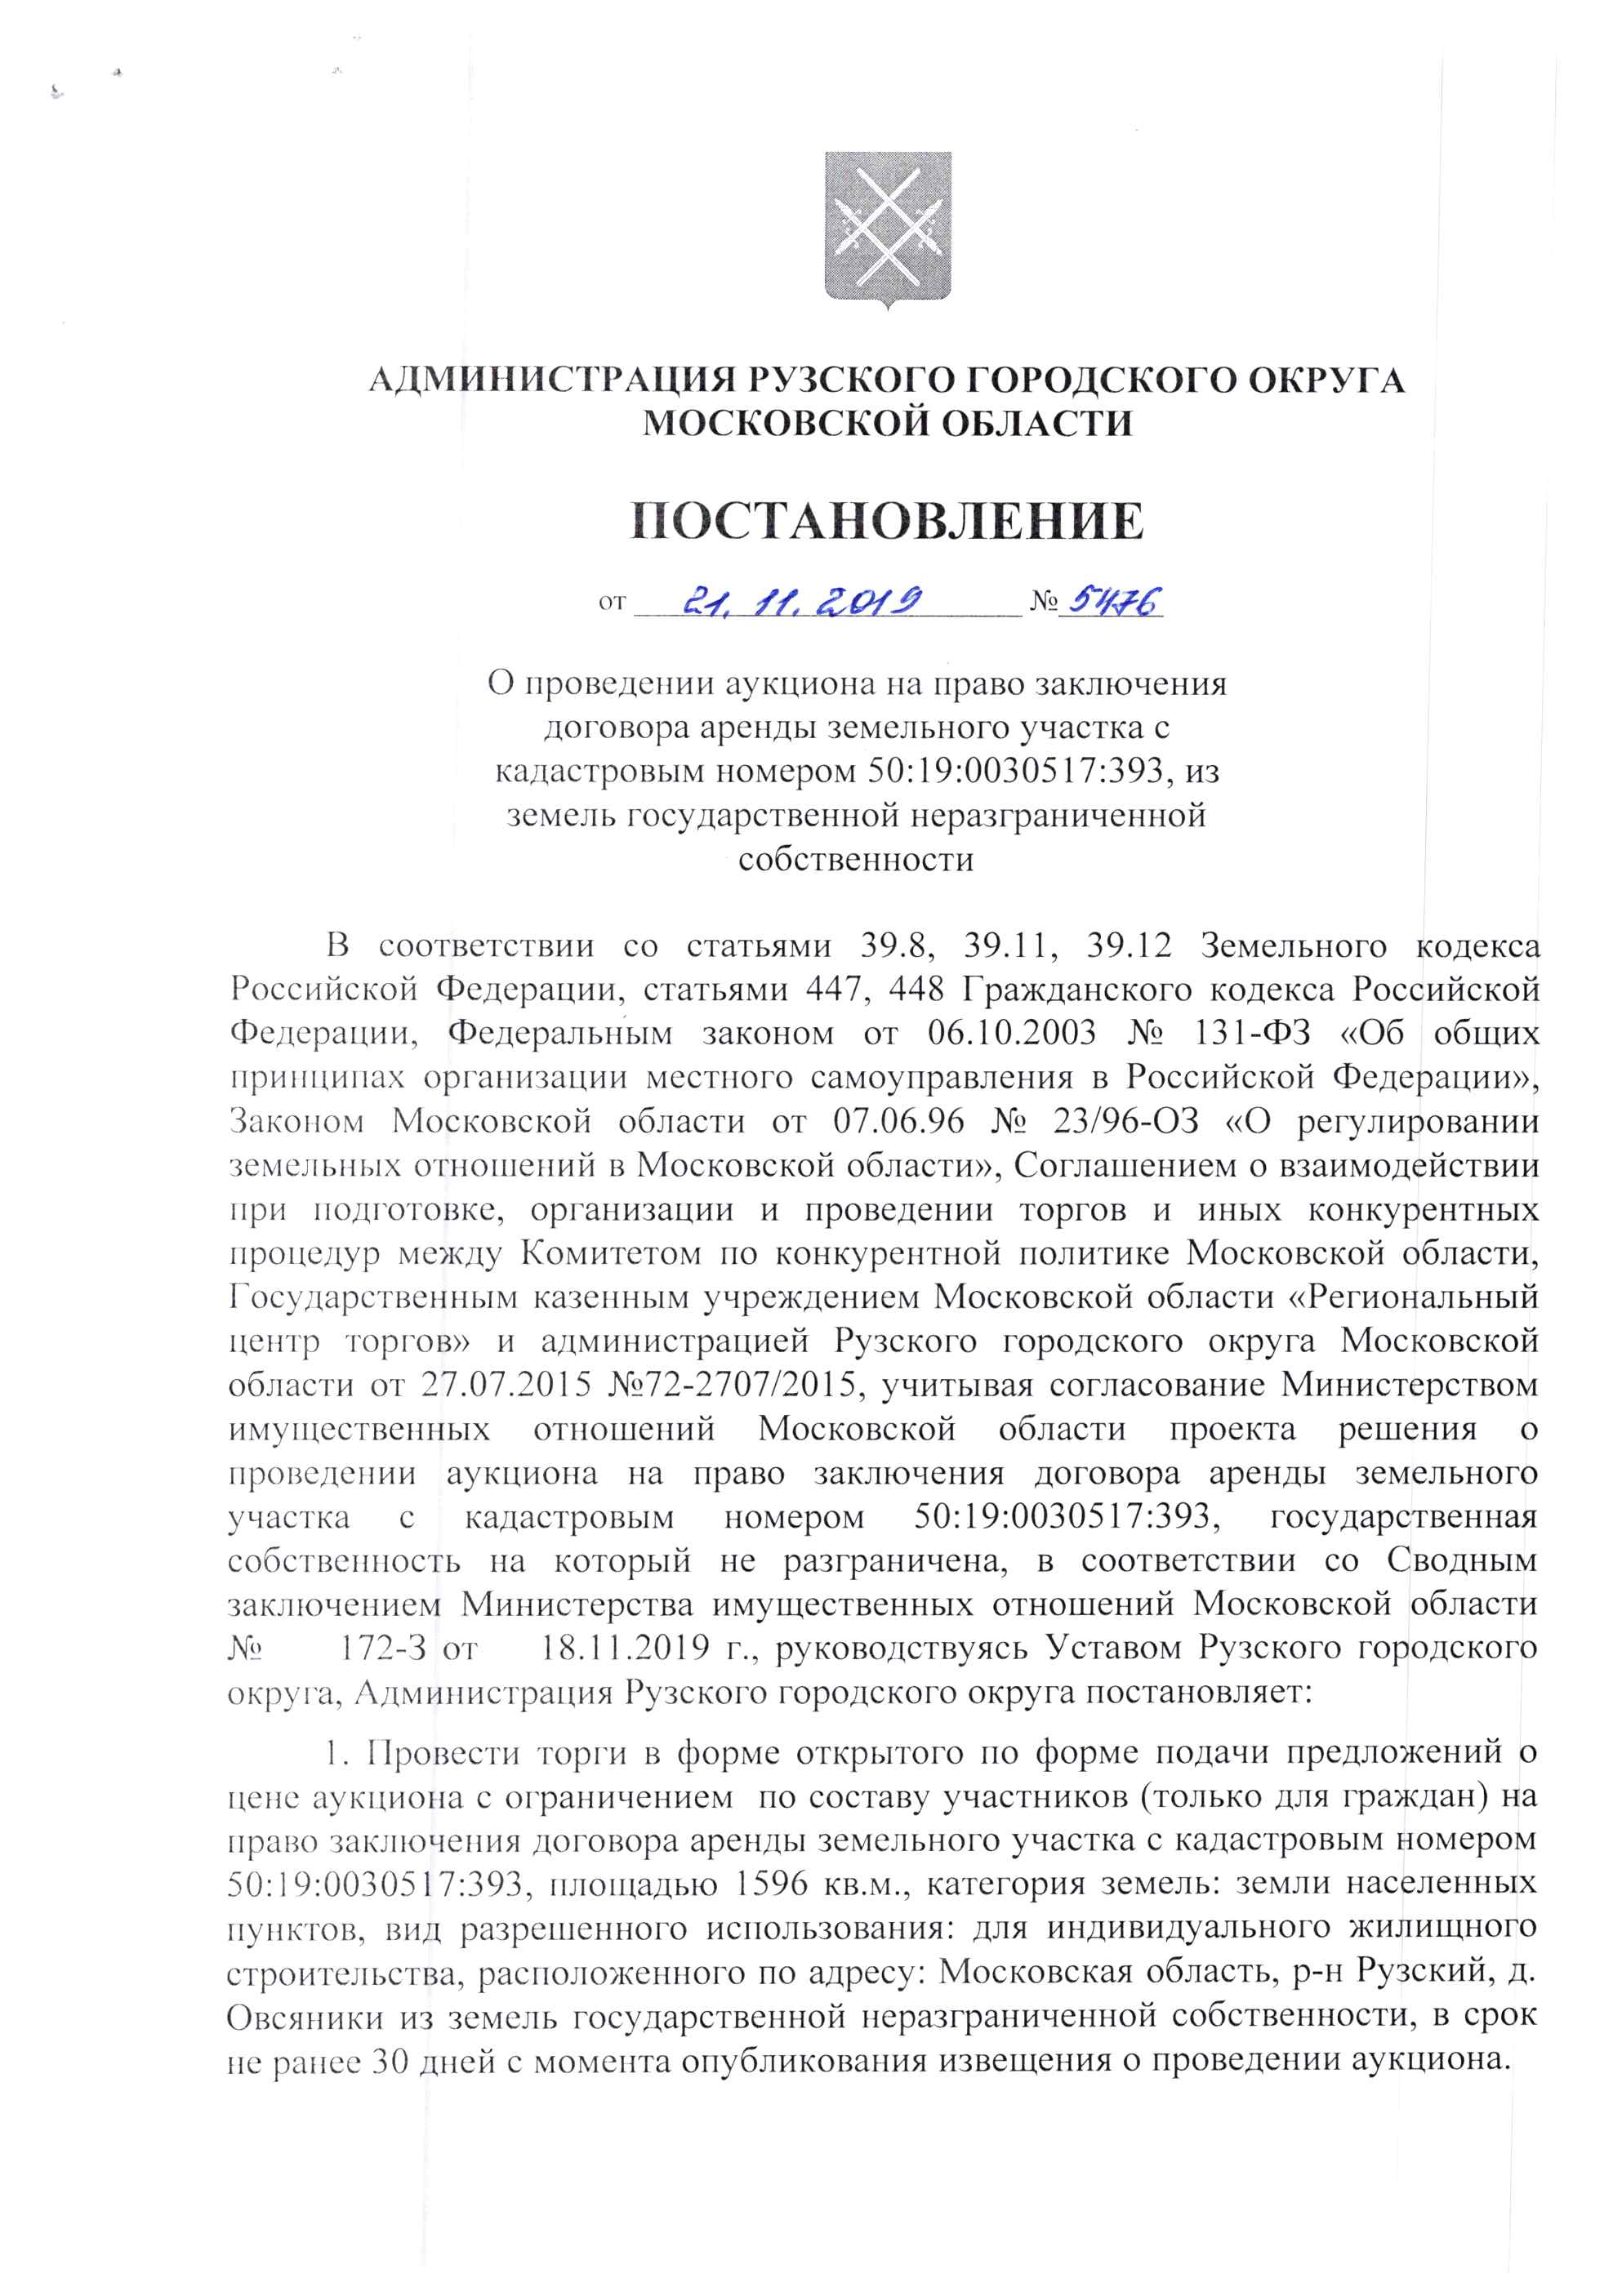 АДМИНИСТРАЦИЯ РУЗСКОГО ГОРОДСКОГО ОКРУГА
МОСКОВСКОЙ ОБЛАСТИ
ПОСТАНОВЛЕНИЕ
от 21.11.2019 № 5476
О проведении аукциона на право заключения
договора аренды земельного участка с
кадастровым номером 50:19:0030517:393, из
земель государственной неразграниченной
собственности
В соответствии со статьями 39.8, 39.11, 39.12 Земельного кодекса
Российской Федерации, статьями 447, 448 Гражданского кодекса Российской
Федерации, Федеральным законом от 06.10.2003 № 131-ФЗ «Об общих
принципах организации местного самоуправления в Российской Федерации»,
Законом Московской области от 07.06.96 № 23/96-ОЗ «О регулировании
земельных отношений в Московской области», Соглашением о взаимодействии
при подготовке, организации и проведении торгов и иных конкурентных
процедур между Комитетом по конкурентной политике Московской области,
Государственным казенным учреждением Московской области «Региональный
центр торгов» и администрацией Рузского городского округа Московской
области от 27.07.2015 №72-2707/2015, учитывая согласование Министерством
имущественных отношений Московской области проекта решения о
проведении аукциона на право заключения договора аренды земельного
участка с кадастровым номером 50:19:0030517:393, государственная
собственность на который не разграничена, в соответствии со Сводным
заключением Министерства имущественных отношений Московской области
№ 172-З от 18.11.2019 г., руководствуясь Уставом Рузского городского
округа, Администрация Рузского городского округа постановляет:
1. Провести торги в форме открытого по форме подачи предложений о
цене аукциона с ограничением по составу участников (только для граждан) на
право заключения договора аренды земельного участка с кадастровым номером
50:19:0030517:393, площадью 1596 кв.м., категория земель: земли населенных
пунктов, вид разрешенного использования: для индивидуального жилищного
строительства, расположенного по адресу: Московская область, р-н Рузский, д.
Овсяники из земель государственной неразграниченной собственности, в срок
не ранее 30 дней с момента опубликования извещения о проведении аукциона.